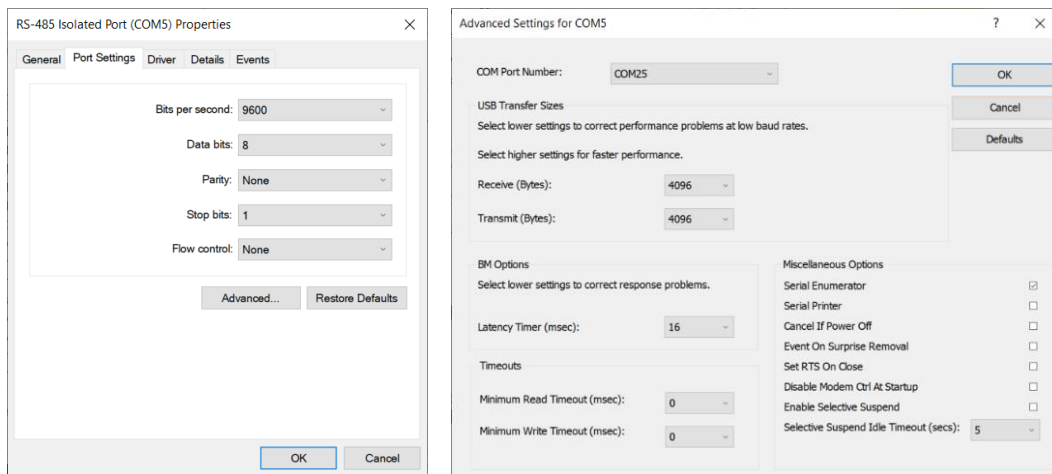 RS-485 Isolated Port (COM5) Properties
General Port Settings Driver Details Events
Bits per second: 9600
Data bits: 8
Parity: None
Stop bits: 1
Flow control: None
Advanced... Restore Defaults
OK Cancel
Advanced Settings for COM5 ?
COM Port Number: COM25
OK
Cancel
Defaults
USB Transfer Sizes
Select lower settings to correct performance problems at low baud rates.
Select higher settings for faster performance.
Receive (Bytes): 4096
Transmit (Bytes): 4096
BM Options
Select lower settings to correct response problems.
Latency Timer (msec): 16
Timeouts
Minimum Read Timeout (msec): 0
Minimum Write Timeout (msec): 0
Miscellaneous Options
Serial Enumerator
Serial Printer
Cancel If Power Off
Event On Surprise Removal
Set RTS On Close
Disable Modem Ctrl At Startup
Enable Selective Suspend
Selective Suspend Idle Timeout (secs): 5